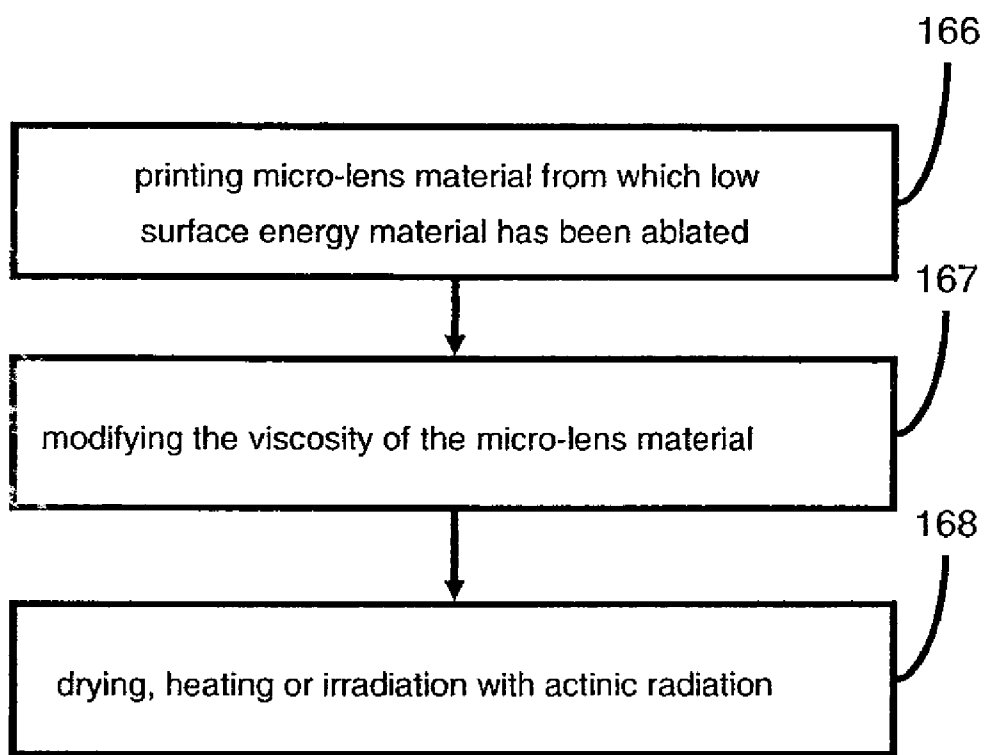 166
printing micro-lens material from which low
surface energy material has been ablated
167
modifying the viscosity of the micro-lens material
168
drying, heating or irradiation with actinic radiation